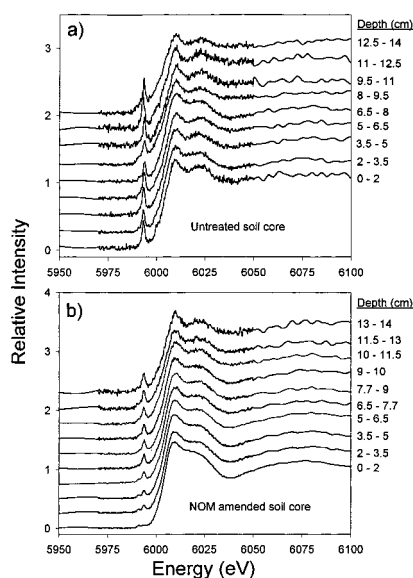 Depth (cm)
a)
3
12.5 - 14
11 - 12.5
9.5 - 11
8 - 9.5
2
6.5 - 8
5 - 6.5
3.5 - 5
1
2 - 3.5
0 - 2
Untreated soil core
0
5950 5975 6000 6025 6050 6075 6100
Relative Intensity
4
b)
Depth (cm)
13 - 14
3
11.5 - 13
10 - 11.5
9 - 10
7.7 - 9
2
6.5 - 7.7
5 - 6.5
3.5 - 5
1
2 - 3.5
0 - 2
NOM amended soil core
0
5950 5975 6000 6025 6050 6075 6100
Energy (eV)